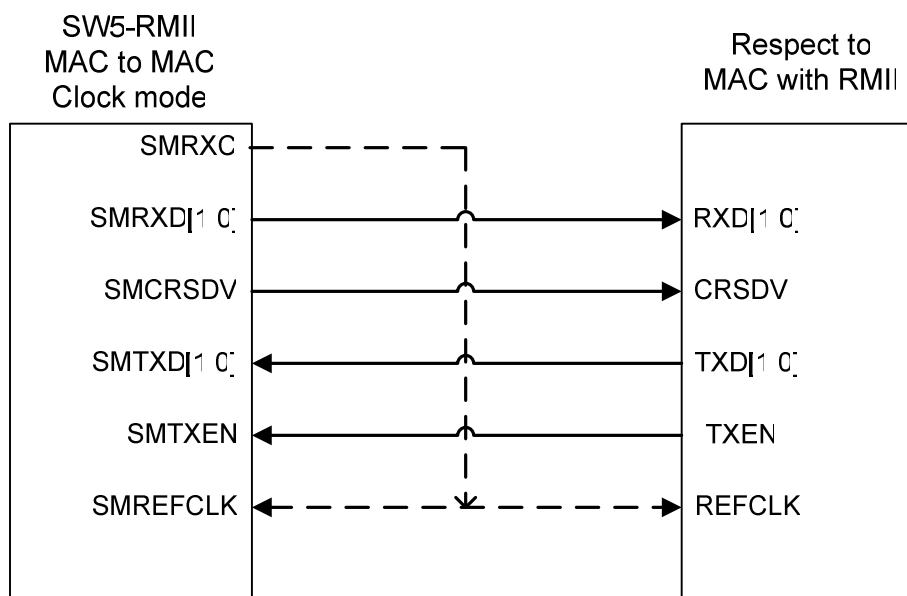 SW5-RMII
MAC to MAC
Clock mode
Respect to
MAC with RMII
SMRXC
SMRXD[1 0]
RXD[1 0]
SMCRSDV
CRSDV
SMTXD[1 0]
TXD[1 0]
SMTXEN
TXEN
SMREFCLK
REFCLK